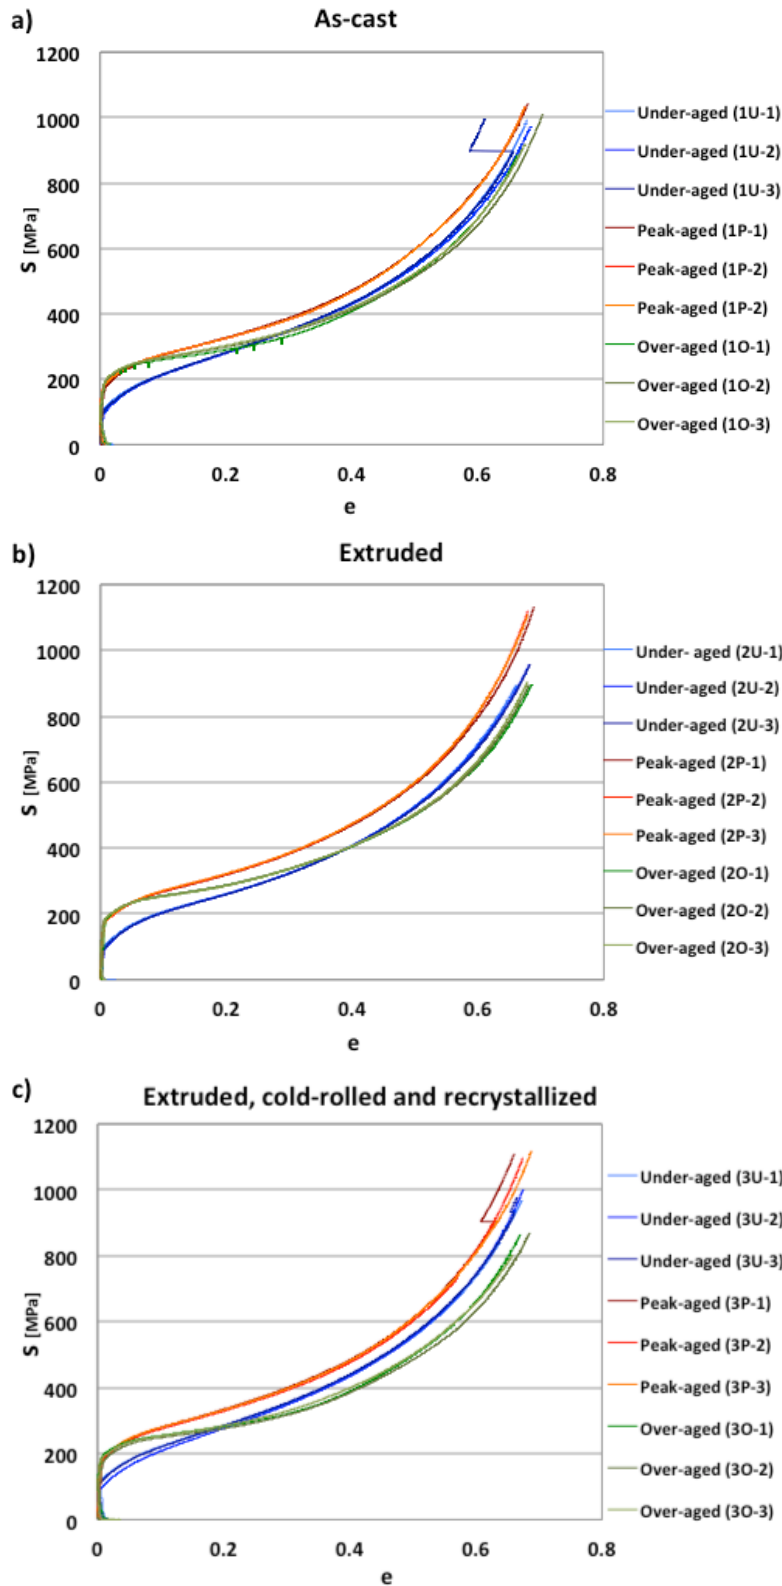 a)
As-cast
1200
1000
800
600
400
200
0
S [MPa]
0 0.2 0.4 0.6 0.8
e
Under-aged (1U-1)
Under-aged (1U-2)
Under-aged (1U-3)
Peak-aged (1P-1)
Peak-aged (1P-2)
Peak-aged (1P-2)
Over-aged (1O-1)
Over-aged (1O-2)
Over-aged (1O-3)
b)
Extruded
1200
1000
800
600
400
200
0
S [MPa]
0 0.2 0.4 0.6 0.8
e
Under- aged (2U-1)
Under-aged (2U-2)
Under-aged (2U-3)
Peak-aged (2P-1)
Peak-aged (2P-2)
Peak-aged (2P-3)
Over-aged (2O-1)
Over-aged (2O-2)
Over-aged (2O-3)
c)
Extruded, cold-rolled and recrystallized
1200
1000
800
600
400
200
0
S [MPa]
0 0.2 0.4 0.6 0.8
e
Under-aged (3U-1)
Under-aged (3U-2)
Under-aged (3U-3)
Peak-aged (3P-1)
Peak-aged (3P-2)
Peak-aged (3P-3)
Over-aged (3O-1)
Over-aged (3O-2)
Over-aged (3O-3)